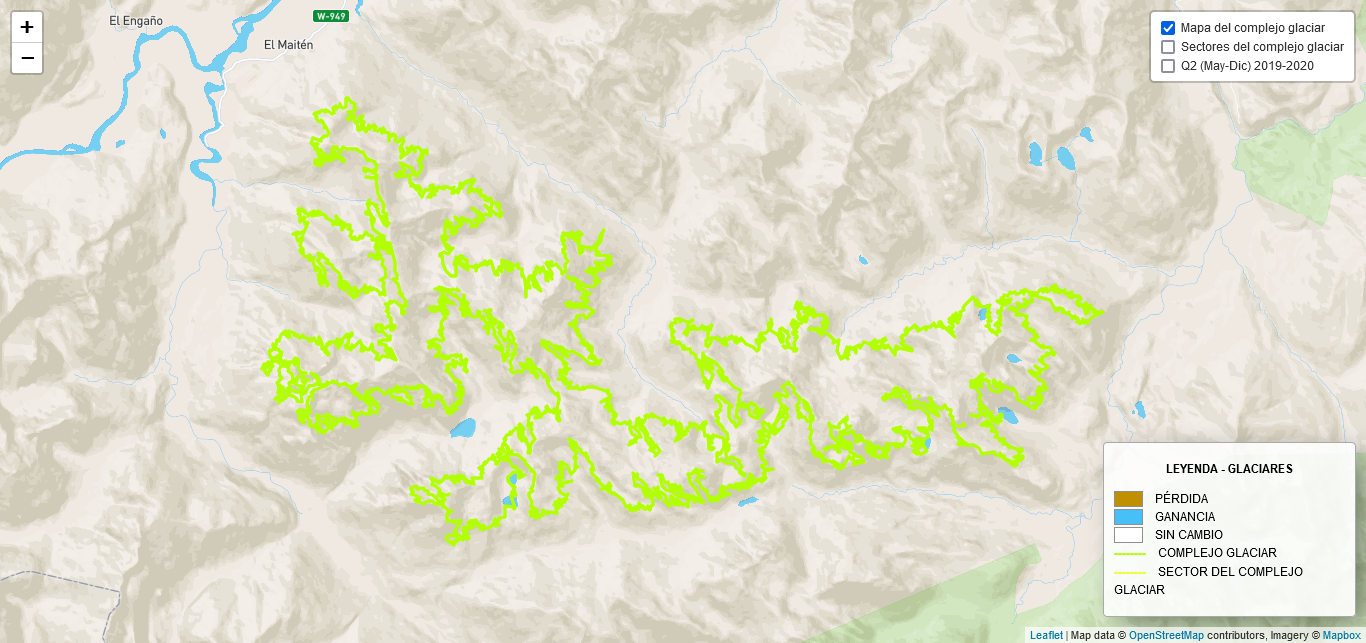 El Engaño
W-949
El Maitén
+
−
Mapa del complejo glaciar
Sectores del complejo glaciar
Q2 (May-Dic) 2019-2020
LEYENDA - GLACIARES
PÉRDIDA
GANANCIA
SIN CAMBIO
COMPLEJO GLACIAR
SECTOR DEL COMPLEJO
GLACIAR
Leaflet | Map data © OpenStreetMap contributors, Imagery © Mapbox